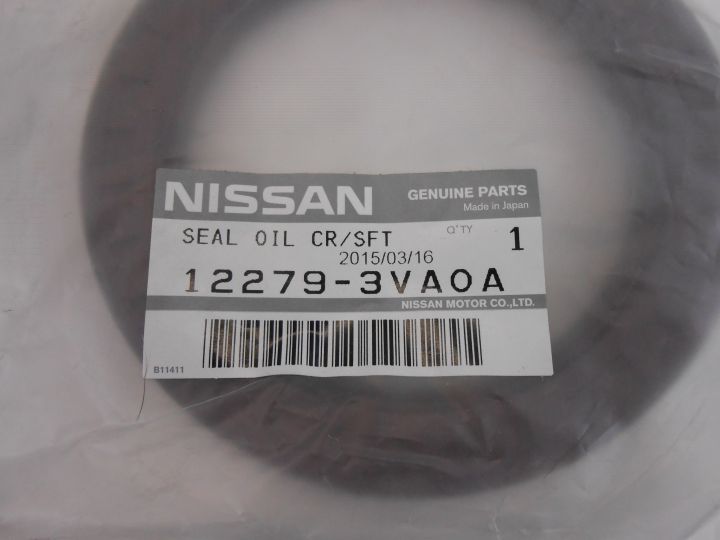 NISSAN GENUINE PARTS
Made in Japan
SEAL OIL CR/SFT Q'TY 1
2015/03/16
12279-3VA0A
NISSAN MOTOR CO.,LTD.
B11411